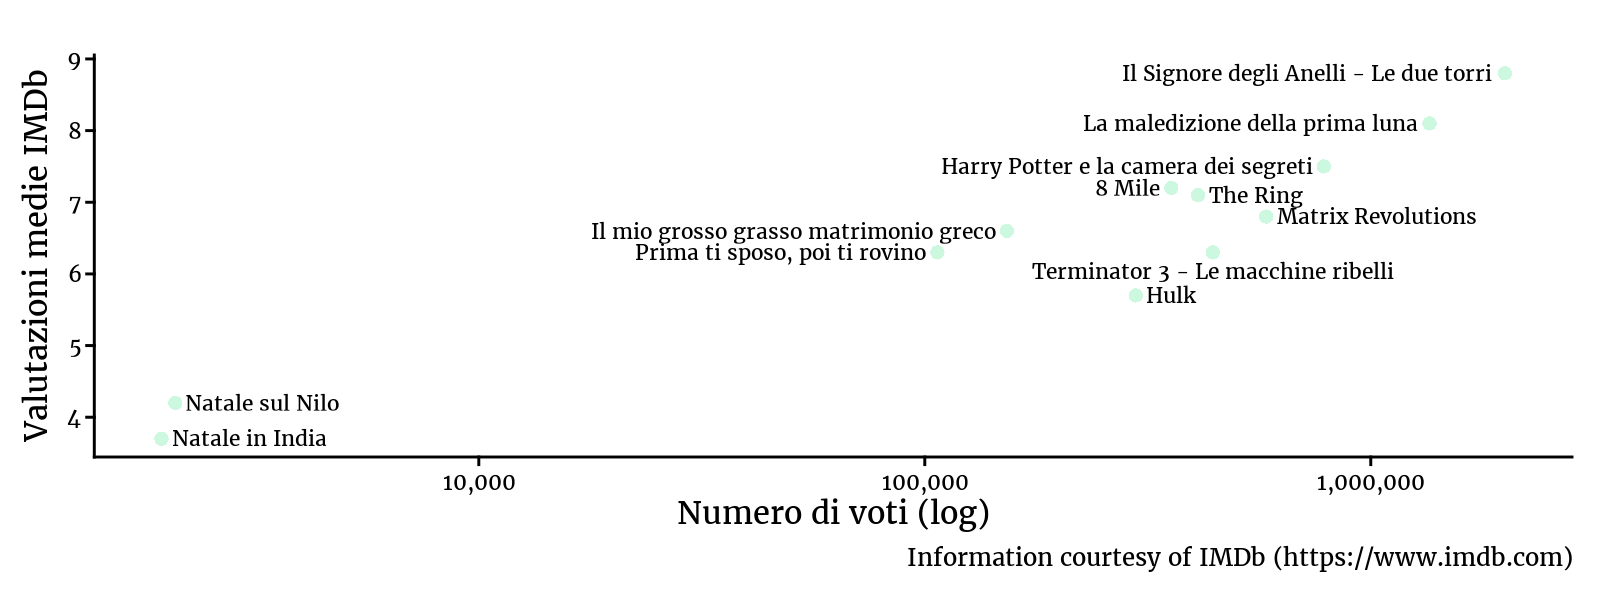 9
Il Signore degli Anelli - Le due torri
8
La maledizione della prima luna
Harry Potter e la camera dei segreti
8 Mile
The Ring
7
Matrix Revolutions
Il mio grosso grasso matrimonio greco
Prima ti sposo, poi ti rovino
6
Terminator 3 - Le macchine ribelli
Hulk
5
Natale sul Nilo
4
Natale in India
Valutazioni medie IMDb
10,000
100,000
1,000,000
Numero di voti (log)
Information courtesy of IMDb (https://www.imdb.com)